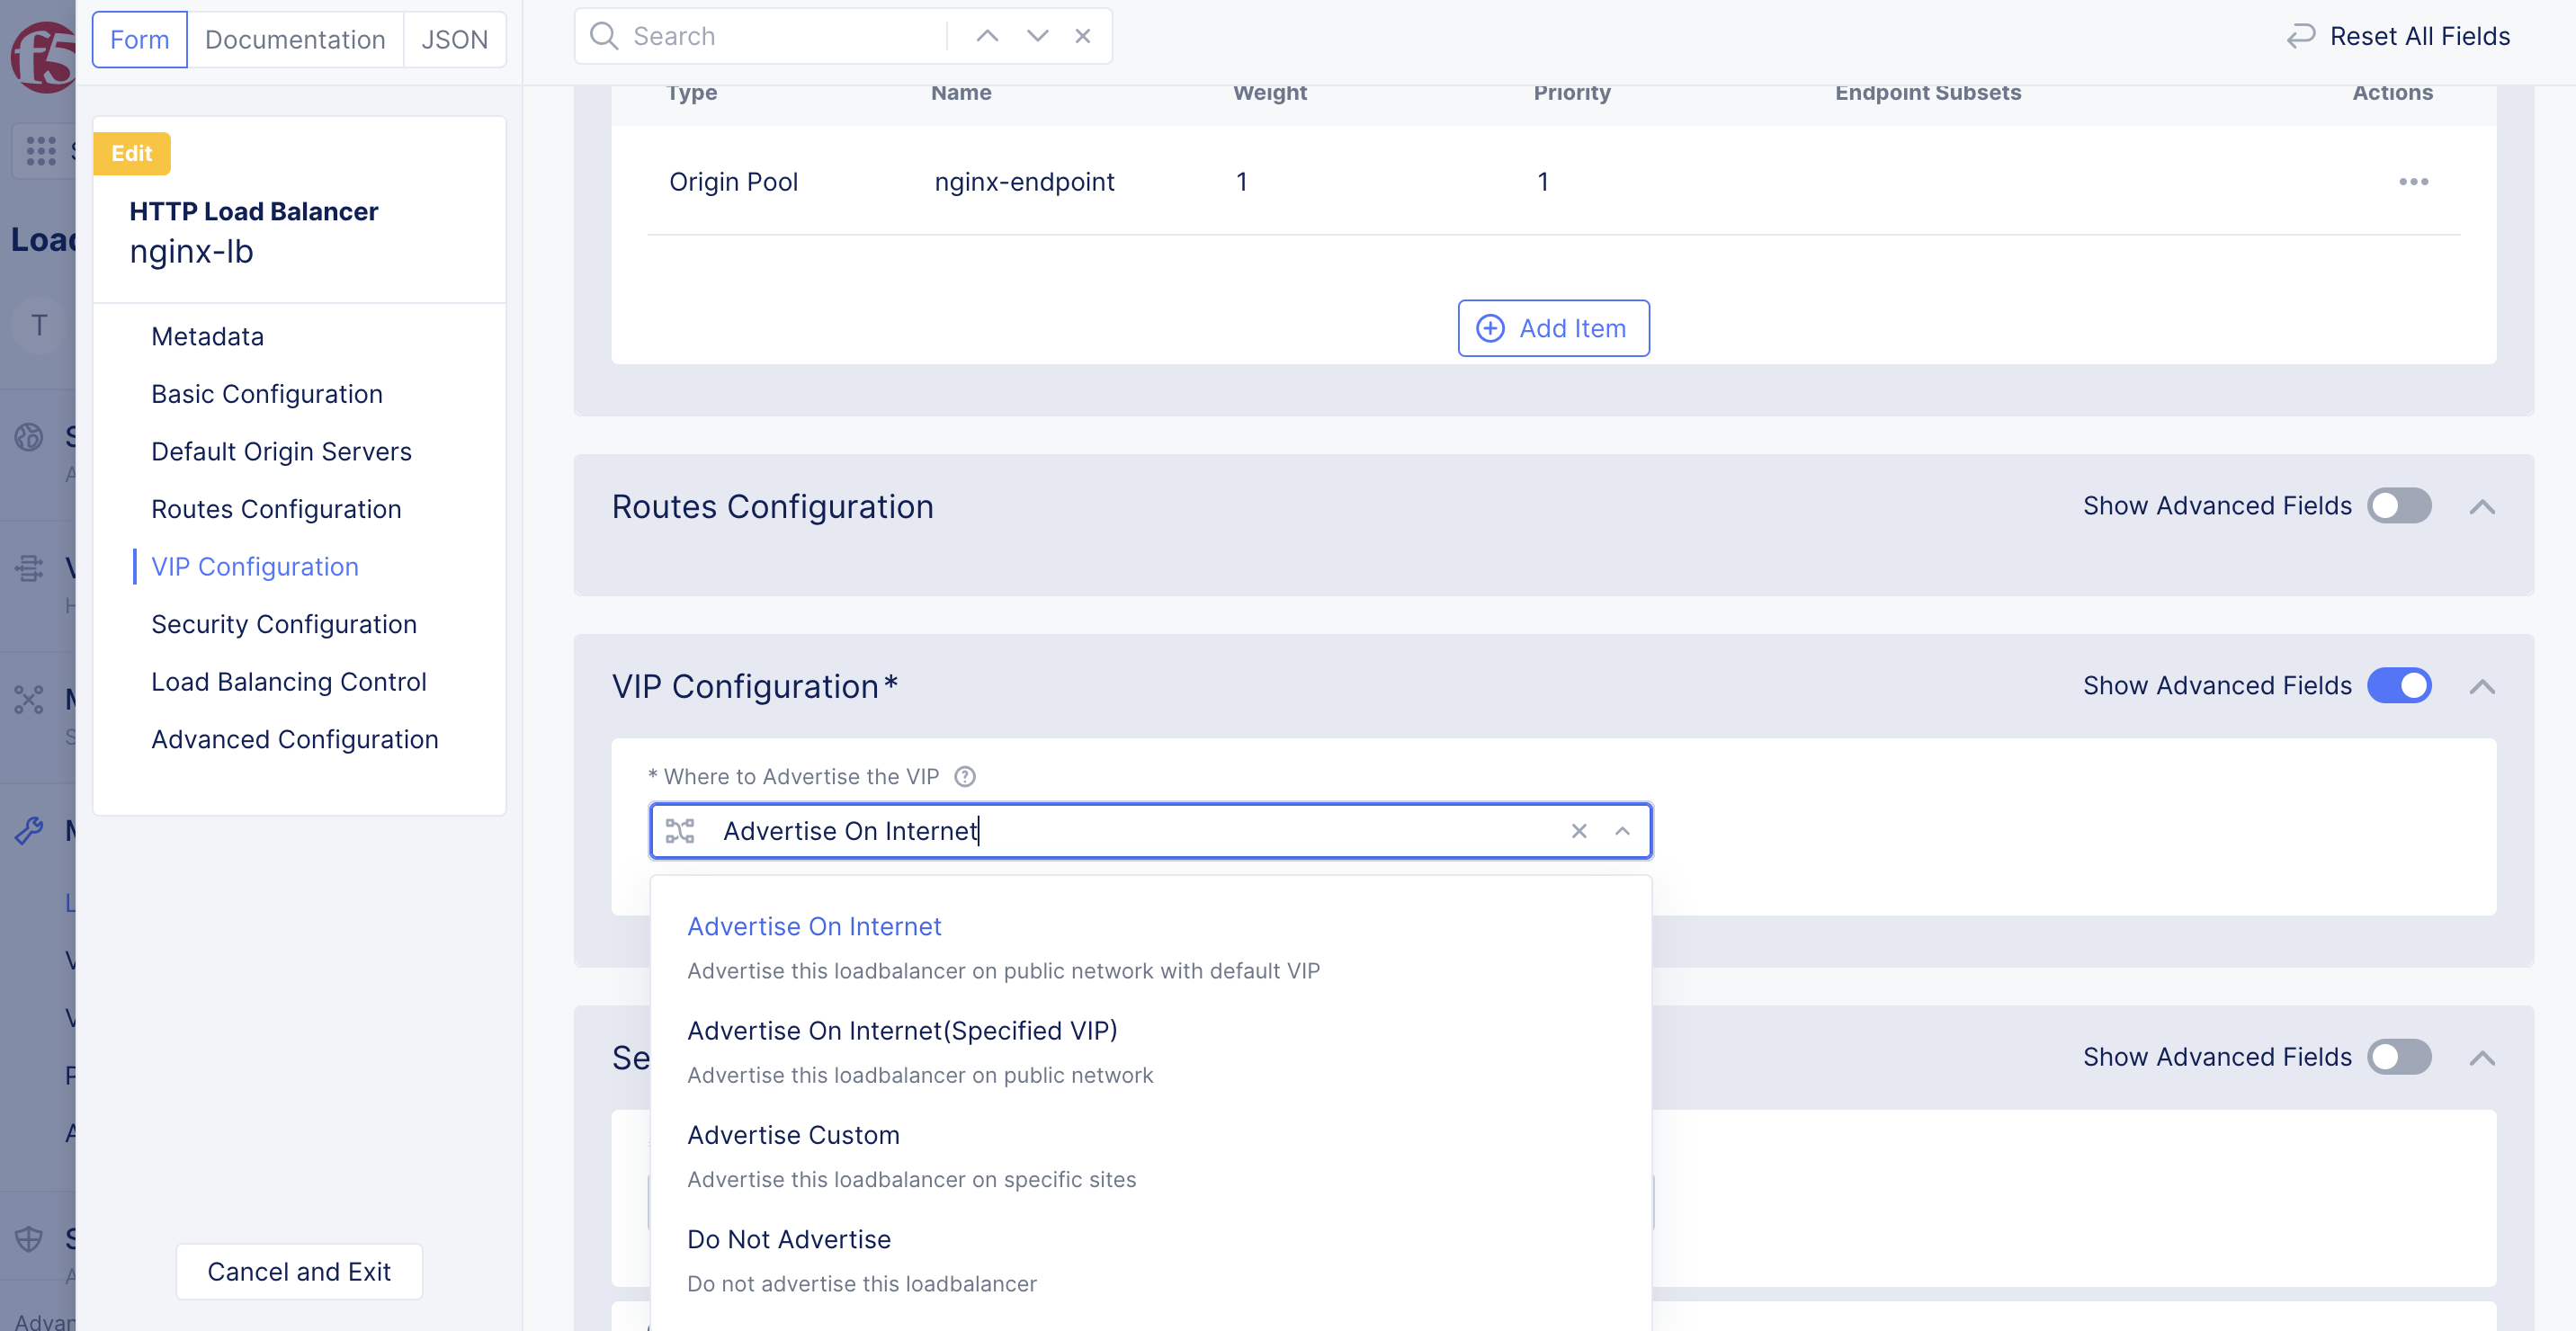 f5
Form
Documentation
JSON
Search
Reset All Fields
Type
Name
Weight
Priority
Endpoint Subsets
Actions
Origin Pool
nginx-endpoint
1
1
Add Item
Edit
HTTP Load Balancer
nginx-lb
T
Metadata
Basic Configuration
Default Origin Servers
Routes Configuration
VIP Configuration
Security Configuration
Load Balancing Control
Advanced Configuration
Cancel and Exit
Routes Configuration
Show Advanced Fields
VIP Configuration*
Show Advanced Fields
* Where to Advertise the VIP
Advertise On Internet
Advertise On Internet
Advertise this loadbalancer on public network with default VIP
Advertise On Internet(Specified VIP)
Advertise this loadbalancer on public network
Advertise Custom
Advertise this loadbalancer on specific sites
Do Not Advertise
Do not advertise this loadbalancer
Show Advanced Fields